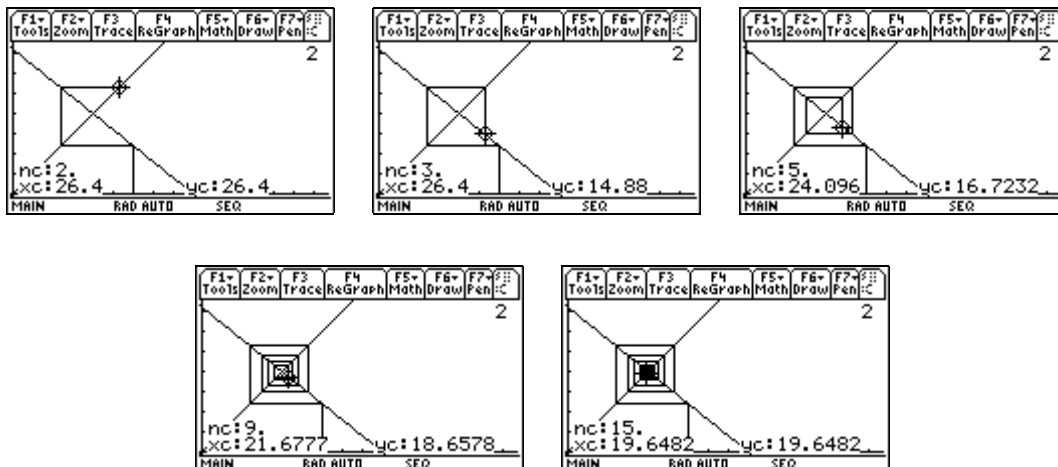 F1 Tools F2 Zoom F3 Trace F4 ReGraph F5 Math F6 Draw F7 Pen :C
2
nc:2.
xc:26.4 yc:26.4
MAIN RAD AUTO SEQ
F1 Tools F2 Zoom F3 Trace F4 ReGraph F5 Math F6 Draw F7 Pen :C
2
nc:3.
xc:26.4 yc:14.88
MAIN RAD AUTO SEQ
F1 Tools F2 Zoom F3 Trace F4 ReGraph F5 Math F6 Draw F7 Pen :C
2
nc:5.
xc:24.096 yc:16.7232
MAIN RAD AUTO SEQ
F1 Tools F2 Zoom F3 Trace F4 ReGraph F5 Math F6 Draw F7 Pen :C
2
nc:9.
xc:21.6777 yc:18.6578
MAIN RAD AUTO SEQ
F1 Tools F2 Zoom F3 Trace F4 ReGraph F5 Math F6 Draw F7 Pen :C
2
nc:15.
xc:19.6482 yc:19.6482
MAIN RAD AUTO SEQ